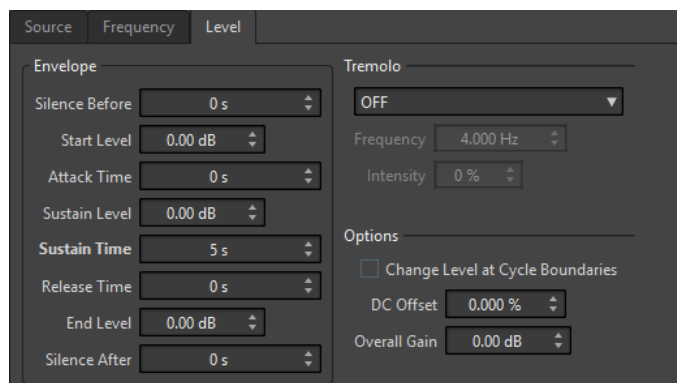 Source Frequency Level
Envelope
Silence Before 0 s
Start Level 0.00 dB
Attack Time 0 s
Sustain Level 0.00 dB
Sustain Time 5 s
Release Time 0 s
End Level 0.00 dB
Silence After 0 s
Tremolo
OFF
Frequency 4.000 Hz
Intensity 0 %
Options
Change Level at Cycle Boundaries
DC Offset 0.000 %
Overall Gain 0.00 dB